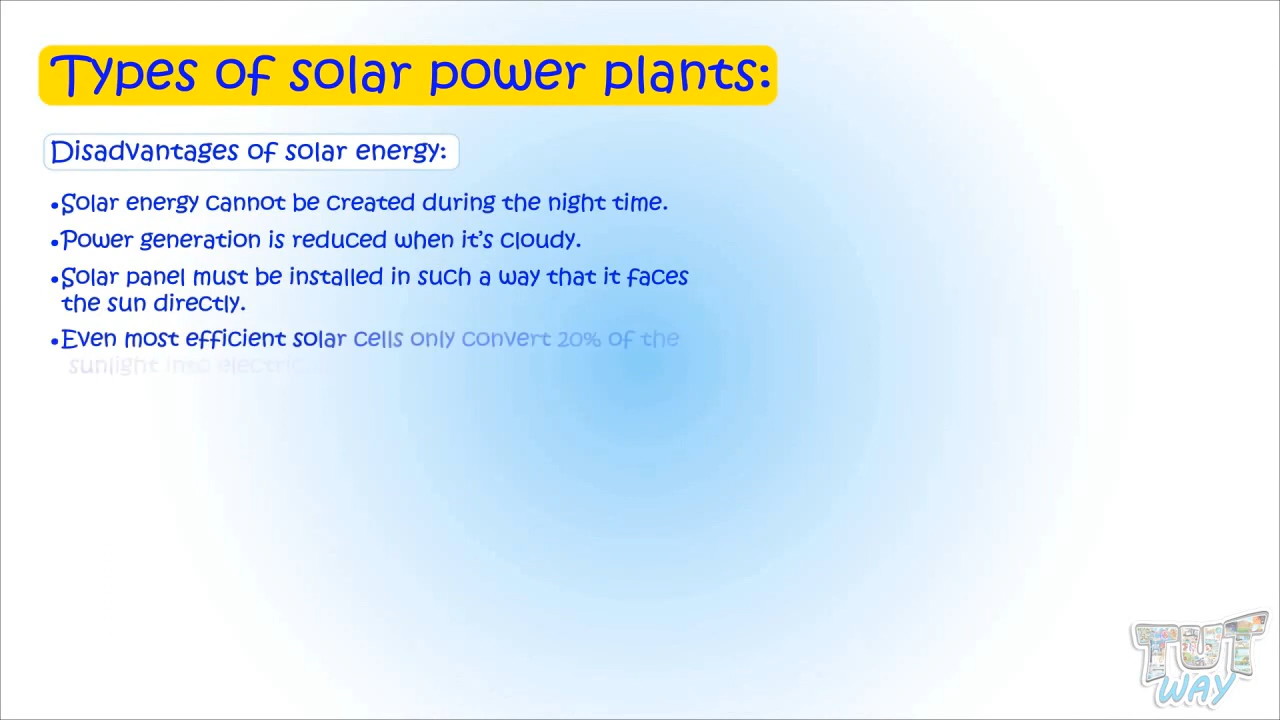 Types of solar power plants:
Disadvantages of solar energy:
•Solar energy cannot be created during the night time.
•Power generation is reduced when it's cloudy.
•Solar panel must be installed in such a way that it faces
the sun directly.
•Even most efficient solar cells only convert 20% of the
sunlight into
TUT
WAY